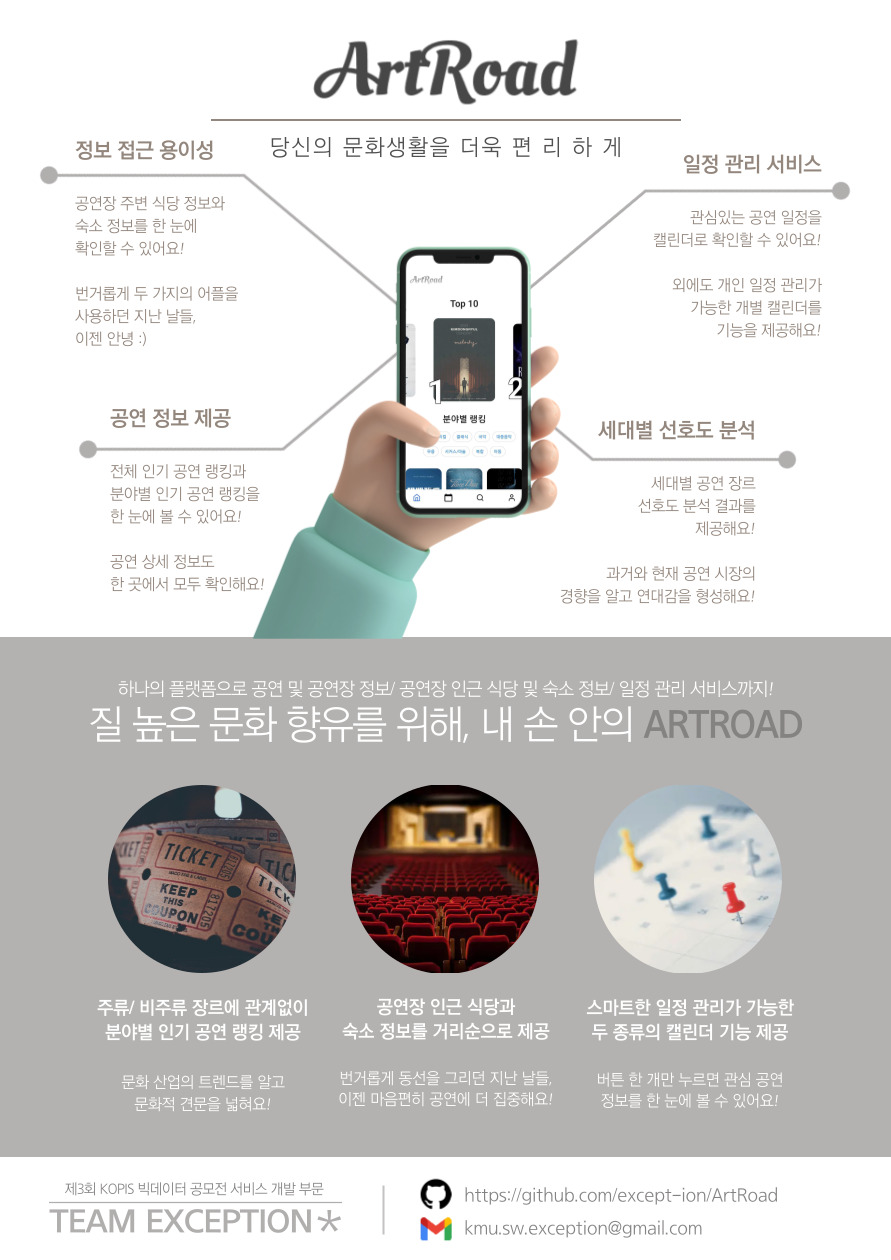 ArtRoad
당신의 문화생활을 더욱 편 리 하 게
정보 접근 용이성
공연장 주변 식당 정보와
숙소 정보를 한 눈에
확인할 수 있어요!
번거롭게 두 가지의 어플을
사용하던 지난 날들,
이젠 안녕 :)
일정 관리 서비스
관심있는 공연 일정을
캘린더로 확인할 수 있어요!
외에도 개인 일정 관리가
가능한 개별 캘린더를
기능을 제공해요!
공연 정보 제공
전체 인기 공연 랭킹과
분야별 인기 공연 랭킹을
한 눈에 볼 수 있어요!
공연 상세 정보도
한 곳에서 모두 확인해요!
세대별 선호도 분석
세대별 공연 장르
선호도 분석 결과를
제공해요!
과거와 현재 공연 시장의
경향을 알고 연대감을 형성해요!
ArtRoad
Top 10
melody
1
2
분야별 랭킹
클래식
하나의 플랫폼으로 공연 및 공연장 정보/ 공연장 인근 식당 및 숙소 정보/ 일정 관리 서비스까지!
질 높은 문화 향유를 위해, 내 손 안의 ARTROAD
TICKET
KEEP
THIS
COUPON
817205
주류/ 비주류 장르에 관계없이
분야별 인기 공연 랭킹 제공
문화 산업의 트렌드를 알고
문화적 견문을 넓혀요!
공연장 인근 식당과
숙소 정보를 거리순으로 제공
번거롭게 동선을 그리던 지난 날들,
이젠 마음편히 공연에 더 집중해요!
스마트한 일정 관리가 가능한
두 종류의 캘린더 기능 제공
버튼 한 개만 누르면 관심 공연
정보를 한 눈에 볼 수 있어요!
제3회 KOPIS 빅데이터 공모전 서비스 개발 부문
TEAM EXCEPTION*
https://github.com/except-ion/ArtRoad
kmu.sw.exception@gmail.com